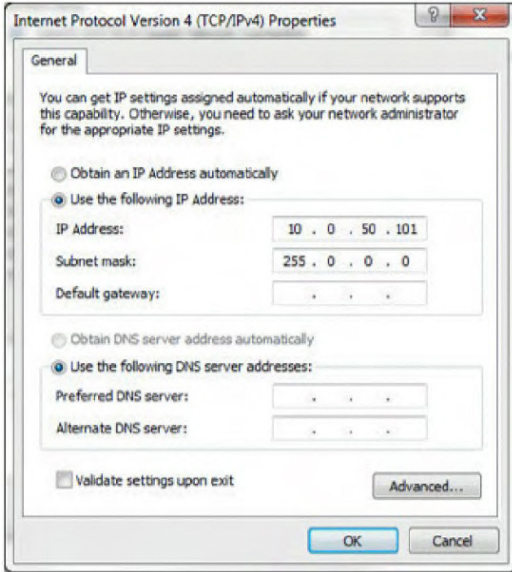 Internet Protocol Version 4 (TCP/IPv4) Properties
General
You can get IP settings assigned automatically if your network supports
this capability. Otherwise, you need to ask your network administrator
for the appropriate IP settings.
Obtain an IP Address automatically
Use the following IP Address:
IP Address: 10 . 0 . 50 . 101
Subnet mask: 255 . 0 . 0 . 0
Default gateway: . . .
Obtain DNS server address automatically
Use the following DNS server addresses:
Preferred DNS server: . . .
Alternate DNS server: . . .
Validate settings upon exit
Advanced...
OK Cancel